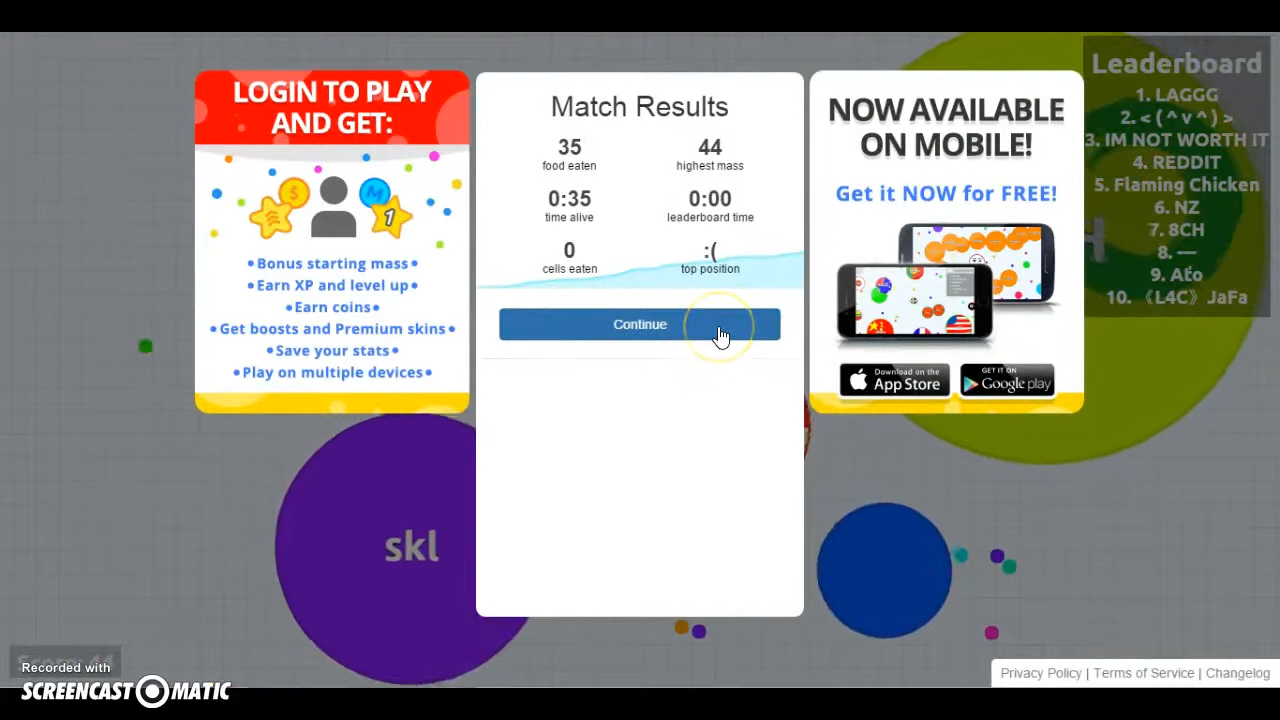 LOGIN TO PLAY
AND GET:
•Bonus starting mass•
•Earn XP and level up•
•Earn coins•
•Get boosts and Premium skins•
•Save your stats•
•Play on multiple devices•
Match Results
35
food eaten
44
highest mass
0:35
time alive
0:00
leaderboard time
0
cells eaten
:(
top position
Continue
NOW AVAILABLE
ON MOBILE!
Get it NOW for FREE!
Download on the
App Store
GET IT ON
Google play
Leaderboard
1. LAGGG
2. < ( ^ v ^ ) >
3. IM NOT WORTH IT
4. REDDIT
5. Flaming Chicken
6. NZ
7. 8CH
8. —
9. Ato
10. 《L4C》JaFa
H
skl
Score: 44
Recorded with
SCREENCAST MATIC
Privacy Policy | Terms of Service | Changelog